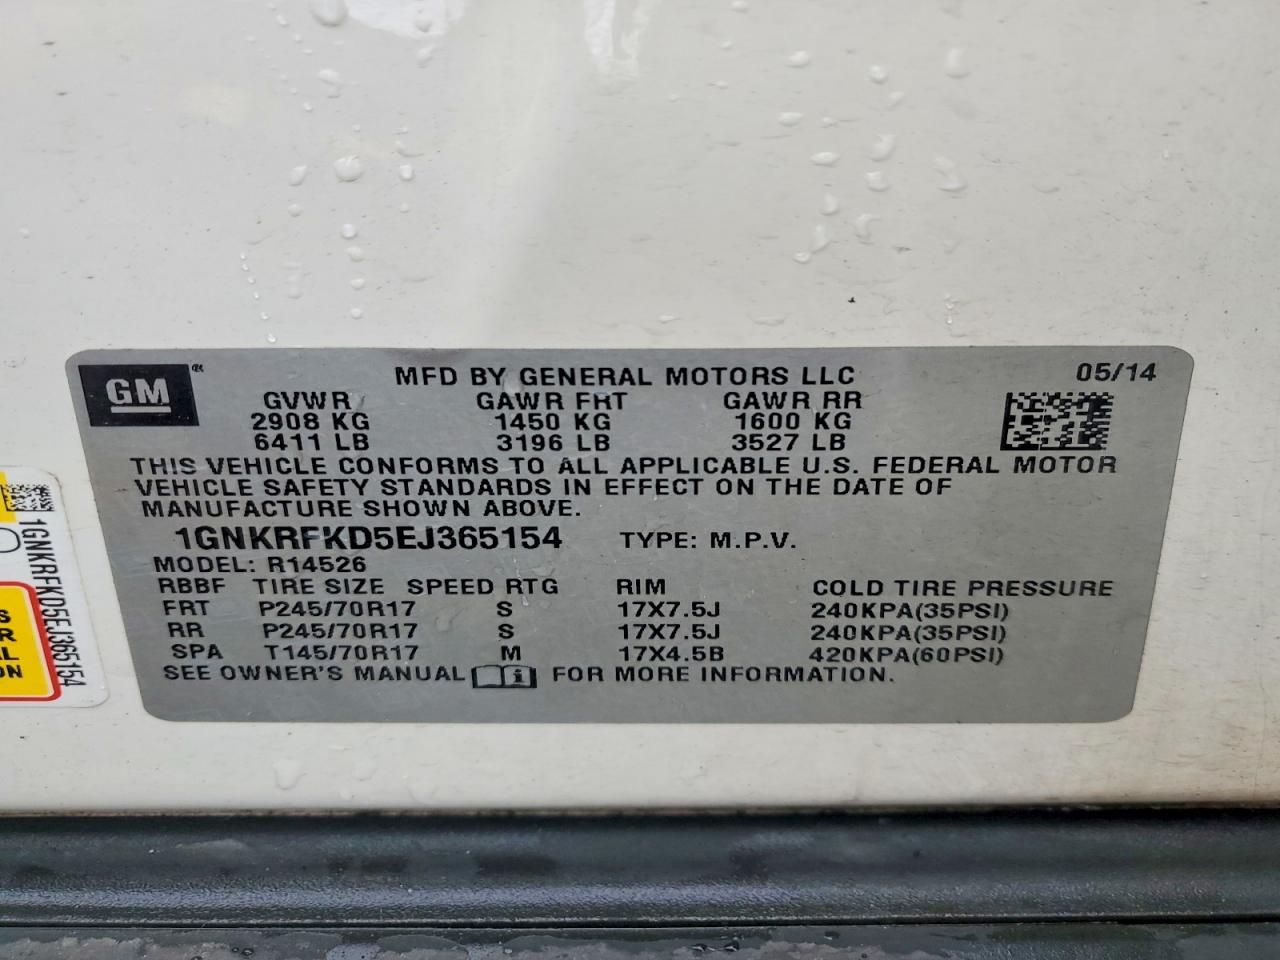 GM
MFD BY GENERAL MOTORS LLC 05/14
GVWR GAWR FRT GAWR RR
2908 KG 1450 KG 1600 KG
6411 LB 3196 LB 3527 LB
THIS VEHICLE CONFORMS TO ALL APPLICABLE U.S. FEDERAL MOTOR
VEHICLE SAFETY STANDARDS IN EFFECT ON THE DATE OF
MANUFACTURE SHOWN ABOVE.
1GNKRFKD5EJ365154 TYPE: M.P.V.
MODEL: R14526
RBBF TIRE SIZE SPEED RTG RIM COLD TIRE PRESSURE
FRT P245/70R17 S 17X7.5J 240KPA(35PSI)
RR P245/70R17 S 17X7.5J 240KPA(35PSI)
SPA T145/70R17 M 17X4.5B 420KPA(60PSI)
SEE OWNER'S MANUAL i FOR MORE INFORMATION.
1GNKRFKD5EJ365154
S
R
AL
ON